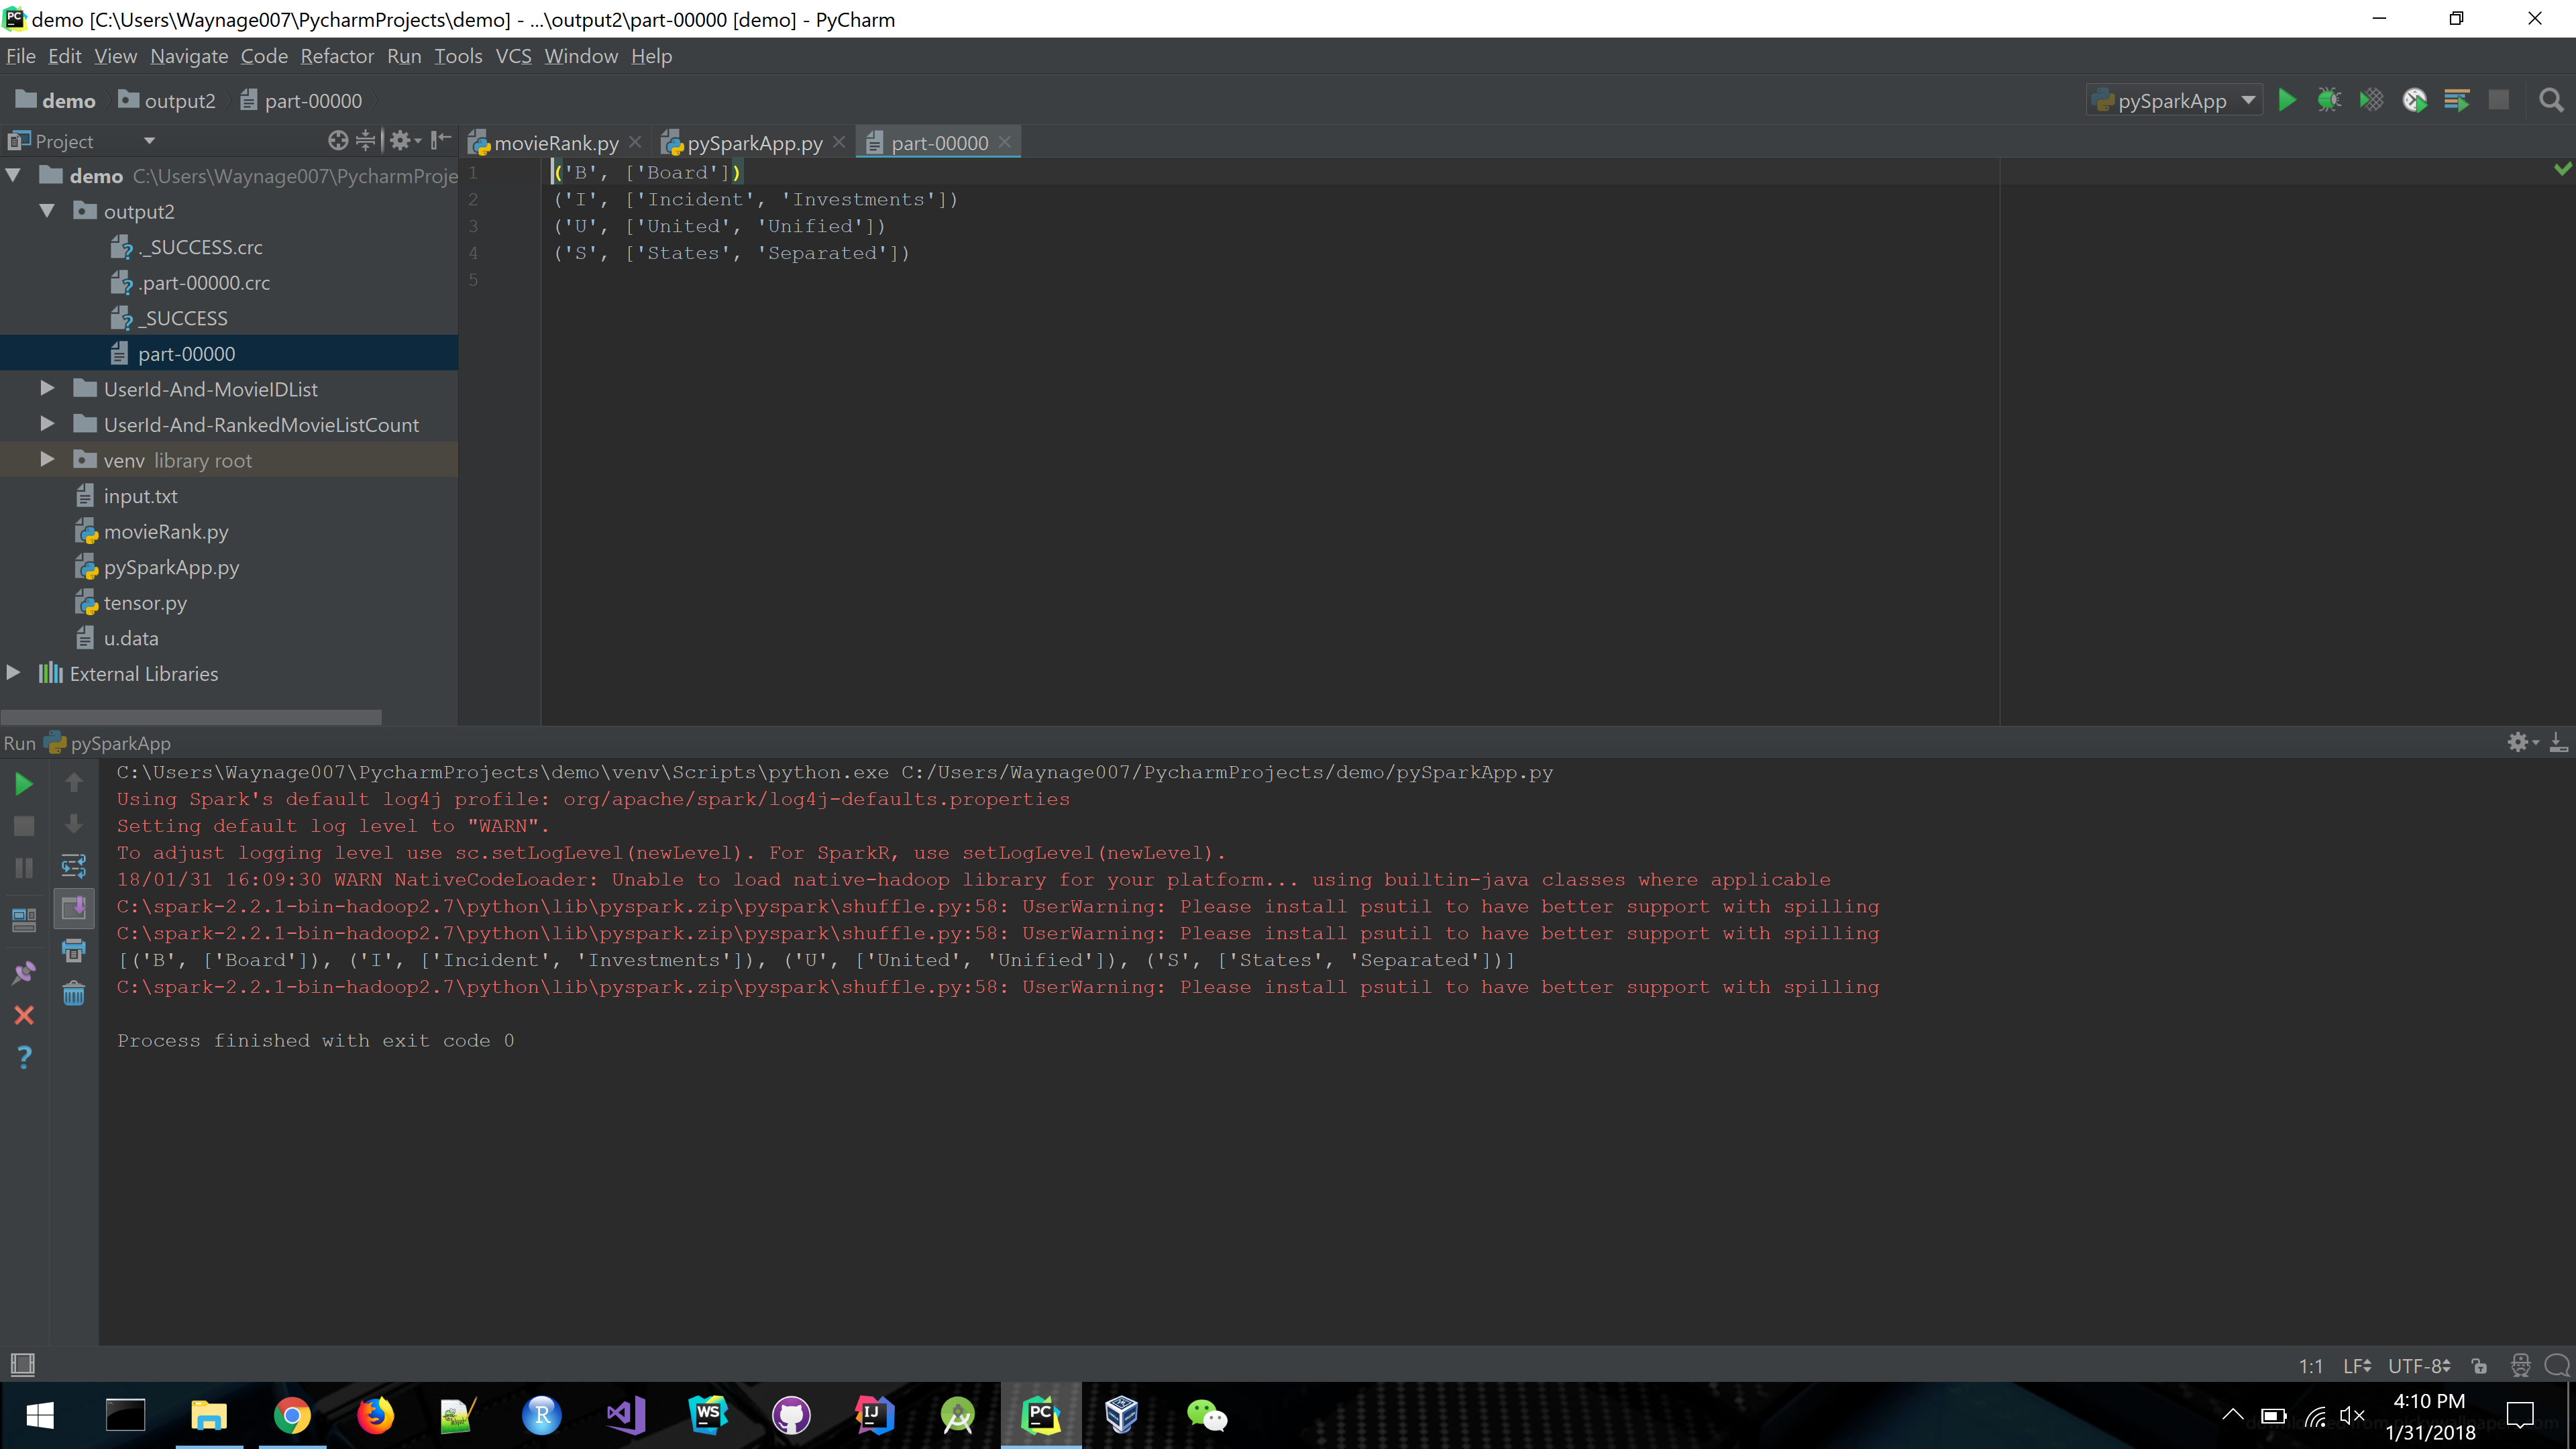 demo [C:\Users\Waynage007\PycharmProjects\demo] - ...\output2\part-00000 [demo] - PyCharm
File Edit View Navigate Code Refactor Run Tools VCS Window Help
demo output2 part-00000 pySparkApp
Project
movieRank.py pySparkApp.py part-00000
demo C:\Users\Waynage007\PycharmProje
output2
._SUCCESS.crc
.part-00000.crc
_SUCCESS
part-00000
UserId-And-MovieIDList
UserId-And-RankedMovieListCount
venv library root
input.txt
movieRank.py
pySparkApp.py
tensor.py
u.data
External Libraries
1 ('B', ['Board'])
2 ('I', ['Incident', 'Investments'])
3 ('U', ['United', 'Unified'])
4 ('S', ['States', 'Separated'])
5
Run pySparkApp
C:\Users\Waynage007\PycharmProjects\demo\venv\Scripts\python.exe C:/Users/Waynage007/PycharmProjects/demo/pySparkApp.py
Using Spark's default log4j profile: org/apache/spark/log4j-defaults.properties
Setting default log level to "WARN".
To adjust logging level use sc.setLogLevel(newLevel). For SparkR, use setLogLevel(newLevel).
18/01/31 16:09:30 WARN NativeCodeLoader: Unable to load native-hadoop library for your platform... using builtin-java classes where applicable
C:\spark-2.2.1-bin-hadoop2.7\python\lib\pyspark.zip\pyspark\shuffle.py:58: UserWarning: Please install psutil to have better support with spilling
C:\spark-2.2.1-bin-hadoop2.7\python\lib\pyspark.zip\pyspark\shuffle.py:58: UserWarning: Please install psutil to have better support with spilling
[('B', ['Board']), ('I', ['Incident', 'Investments']), ('U', ['United', 'Unified']), ('S', ['States', 'Separated'])]
C:\spark-2.2.1-bin-hadoop2.7\python\lib\pyspark.zip\pyspark\shuffle.py:58: UserWarning: Please install psutil to have better support with spilling
Process finished with exit code 0
1:1 LF UTF-8
4:10 PM
1/31/2018